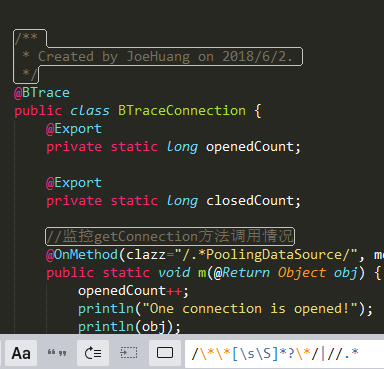 /**
 * Created by JoeHuang on 2018/6/2.
 */
@BTrace
public class BTraceConnection {
    @Export
    private static long openedCount;

    @Export
    private static long closedCount;

    //监控getConnection方法调用情况
    @OnMethod(clazz="/.*PoolingDataSource/", m
    public static void m(@Return Object obj) {
        openedCount++;
        println("One connection is opened!");
        println(obj);
Aa “” /\*\*[\s\S]*?\*/|//.*